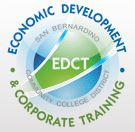 ECONOMIC DEVELOPMENT
& CORPORATE TRAINING
SAN BERNARDINO
EDCT
COMMUNITY COLLEGE DISTRICT